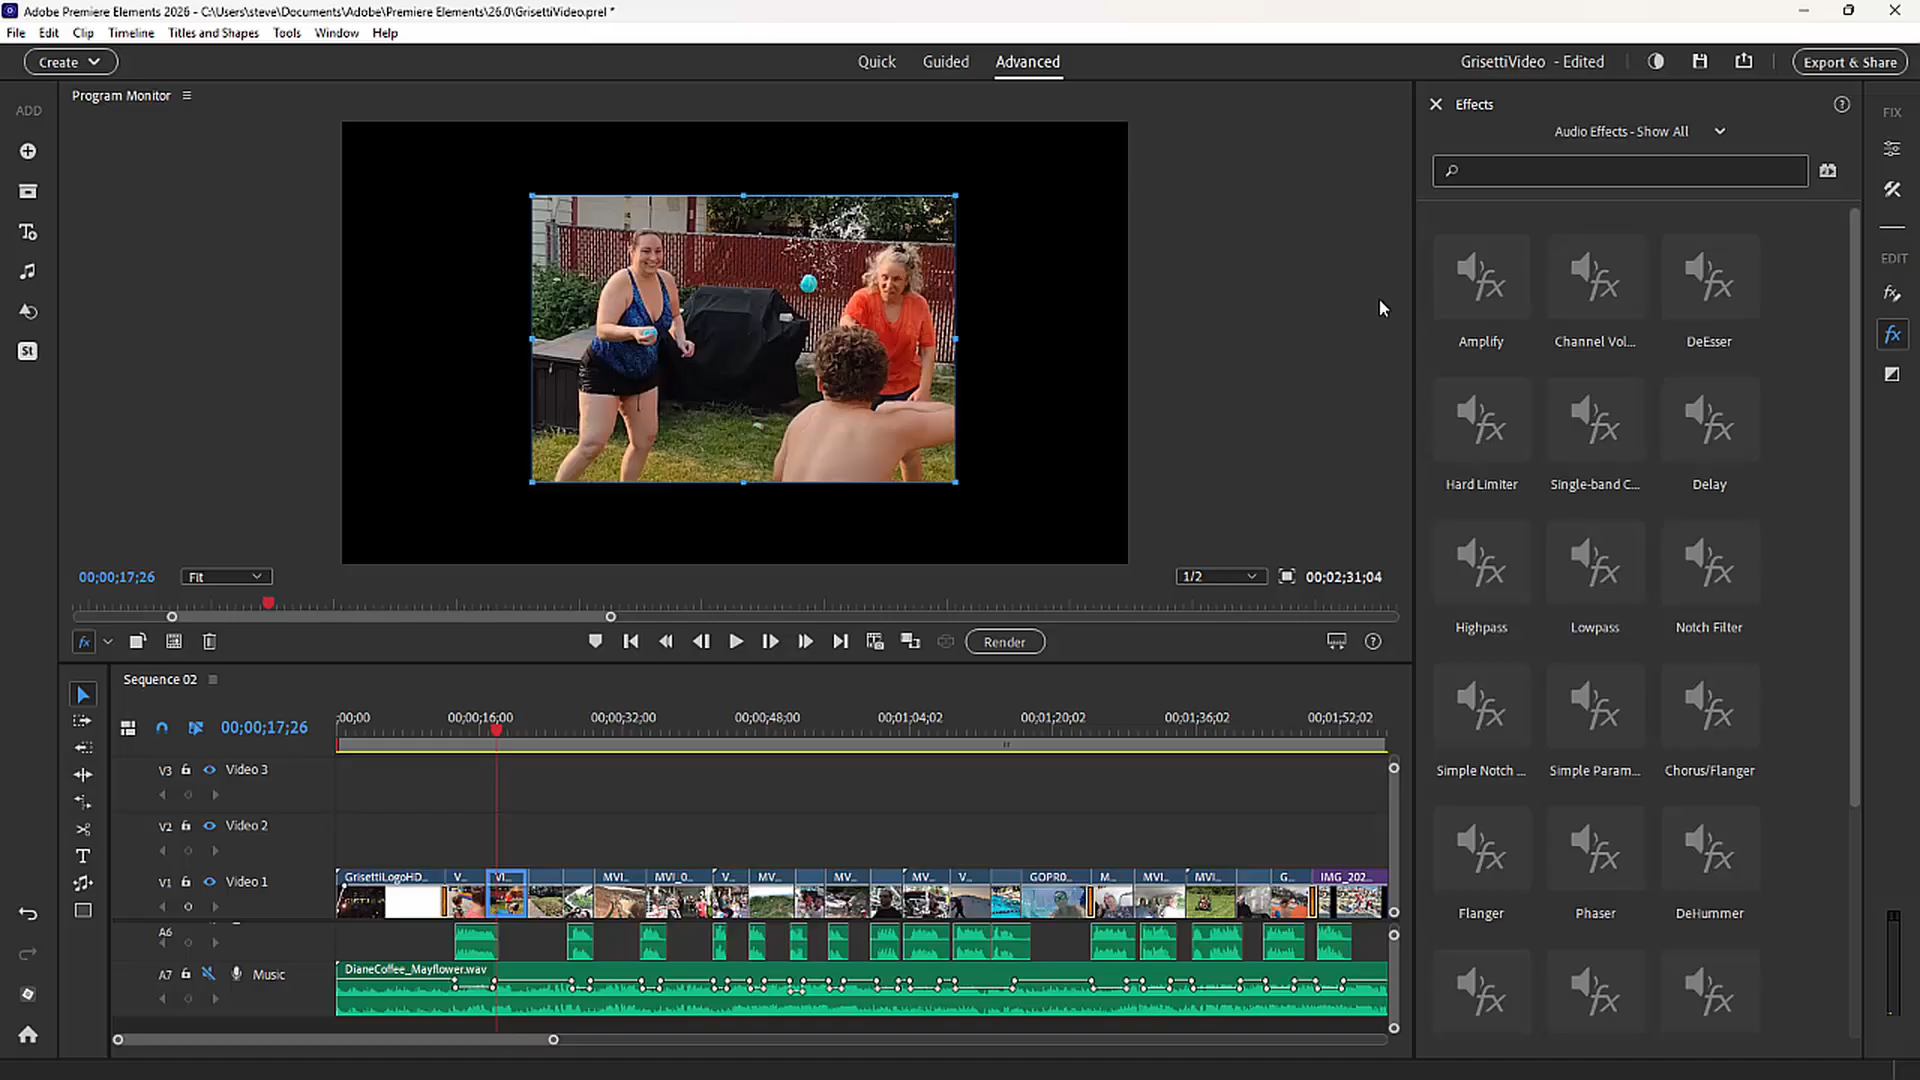 Adobe Premiere Elements 2026 - C:\Users\steve\Documents\Adobe\Premiere Elements\26.0\GrisettiVideo.prel *
File Edit Clip Timeline Titles and Shapes Tools Window Help
Create
Quick Guided Advanced
GrisettiVideo - Edited
Export & Share
ADD
Program Monitor
Effects
FIX
Audio Effects - Show All
EDIT
St
Amplify Channel Vol... DeEsser
Hard Limiter Single-band C... Delay
Highpass Lowpass Notch Filter
Simple Notch ... Simple Param... Chorus/Flanger
Flanger Phaser DeHummer
00;00;17;26 Fit 1/2 00;02;31;04
fx
Render
Sequence 02
00;00;17;26
;00;00 00;00;16;00 00;00;32;00 00;00;48;00 00;01;04;02 00;01;20;02 00;01;36;02 00;01;52;02
V3 Video 3
V2 Video 2
V1 Video 1
GrisettiLogoHD... V... VI... MVI... MVI_0... V... MV... MV... MV... V... GOPR0... M... MVI... MVI... G... IMG_202...
A6
A7 Music
DianeCoffee_Mayflower.wav